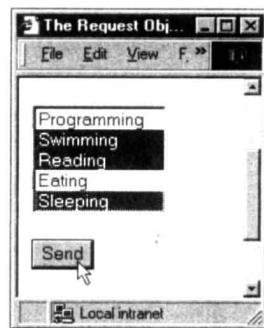 The Request Obj...
File Edit View F. »
Programming
Swimming
Reading
Eating
Sleeping
Send
Local intranet